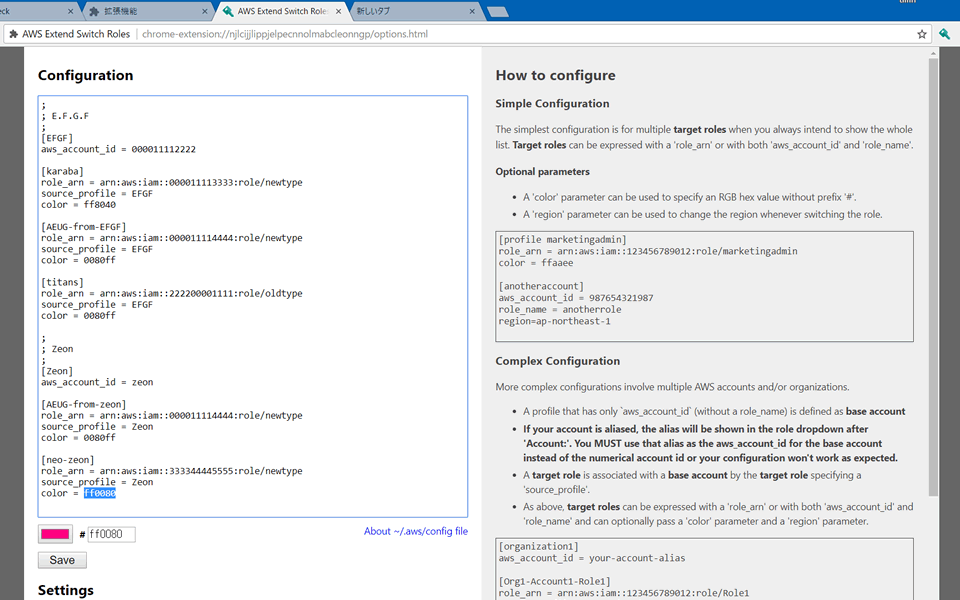 eck
拡張機能
AWS Extend Switch Roles
新しいタブ
AWS Extend Switch Roles
chrome-extension://njlcijjlippjelpecnnolmabcleonngp/options.html
Configuration
;
; E.F.G.F
;
[EFGF]
aws_account_id = 000011112222
[karaba]
role_arn = arn:aws:iam::000011113333:role/newtype
source_profile = EFGF
color = ff8040
[AEUG-from-EFGF]
role_arn = arn:aws:iam::000011114444:role/newtype
source_profile = EFGF
color = 0080ff
[titans]
role_arn = arn:aws:iam::222200001111:role/oldtype
source_profile = EFGF
color = 0080ff
;
; Zeon
;
[Zeon]
aws_account_id = zeon
[AEUG-from-zeon]
role_arn = arn:aws:iam::000011114444:role/newtype
source_profile = Zeon
color = 0080ff
[neo-zeon]
role_arn = arn:aws:iam::333344445555:role/newtype
source_profile = Zeon
color = ff0080
# ff0080
About ~/.aws/config file
Save
Settings
How to configure
Simple Configuration
The simplest configuration is for multiple target roles when you always intend to show the whole
list. Target roles can be expressed with a 'role_arn' or with both 'aws_account_id' and 'role_name'.
Optional parameters
• A 'color' parameter can be used to specify an RGB hex value without prefix '#'.
• A 'region' parameter can be used to change the region whenever switching the role.
[profile marketingadmin]
role_arn = arn:aws:iam::123456789012:role/marketingadmin
color = ffaaee
[anotheraccount]
aws_account_id = 987654321987
role_name = anotherrole
region=ap-northeast-1
Complex Configuration
More complex configurations involve multiple AWS accounts and/or organizations.
• A profile that has only `aws_account_id` (without a role_name) is defined as base account
• If your account is aliased, the alias will be shown in the role dropdown after
'Account:'. You MUST use that alias as the aws_account_id for the base account
instead of the numerical account id or your configuration won't work as expected.
• A target role is associated with a base account by the target role specifying a
'source_profile'.
• As above, target roles can be expressed with a 'role_arn' or with both 'aws_account_id' and
'role_name' and can optionally pass a 'color' parameter and a 'region' parameter.
[organization1]
aws_account_id = your-account-alias
[Org1-Account1-Role1]
role_arn = arn:aws:iam::123456789012:role/Role1